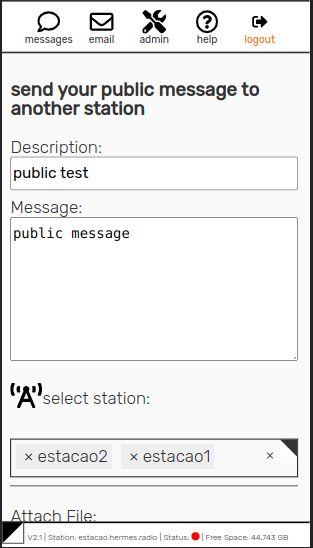 messages email admin help logout
send your public message to
another station
Description:
public test
Message:
public message
select station:
× estacao2 × estacao1 ×
Attach File:
V2.1 | Station: estacao.hermes.radio | Status: | Free Space: 44.743 GB